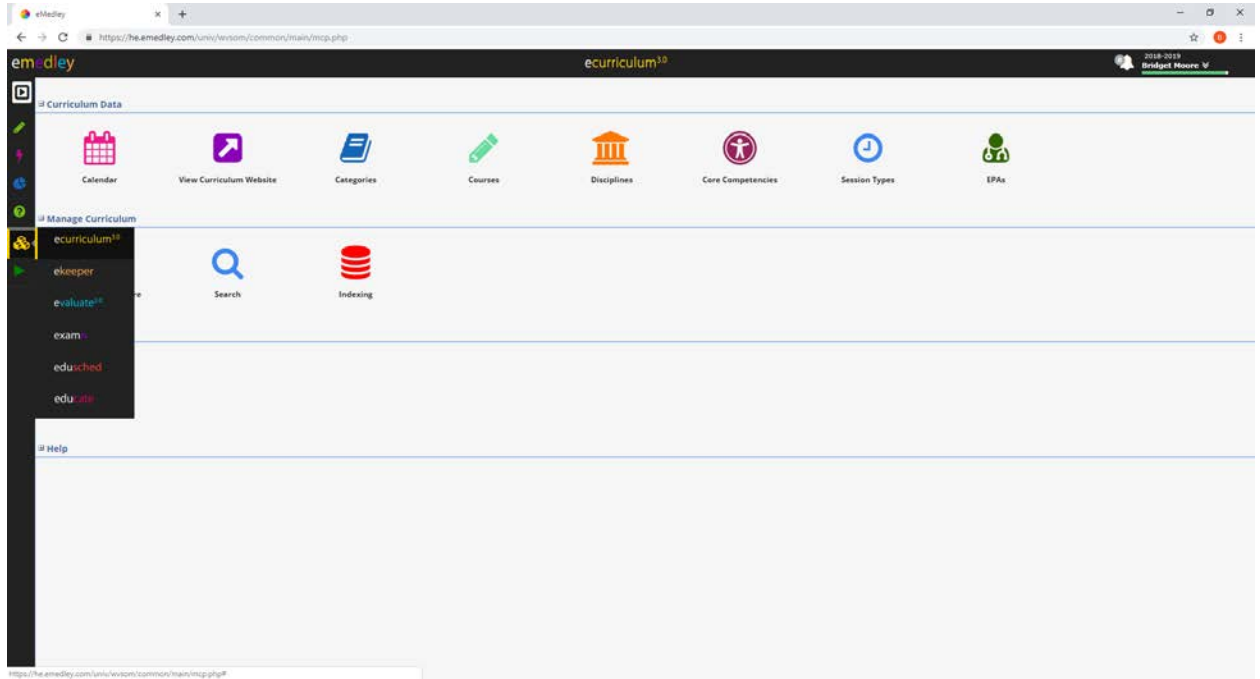 eMedley
https://he.emedley.com/univ/wvsom/common/main/mcp.php
emedley
ecurriculum3.0
2018-2019
Bridget Moore
Curriculum Data
Calendar
View Curriculum Website
Categories
Courses
Disciplines
Core Competencies
Session Types
EPAs
Manage Curriculum
ecurriculum3.0
ekeeper
evaluate
Search
Indexing
exam
edusched
educate
Help
https://he.emedley.com/univ/wvsom/common/main/mcp.php#